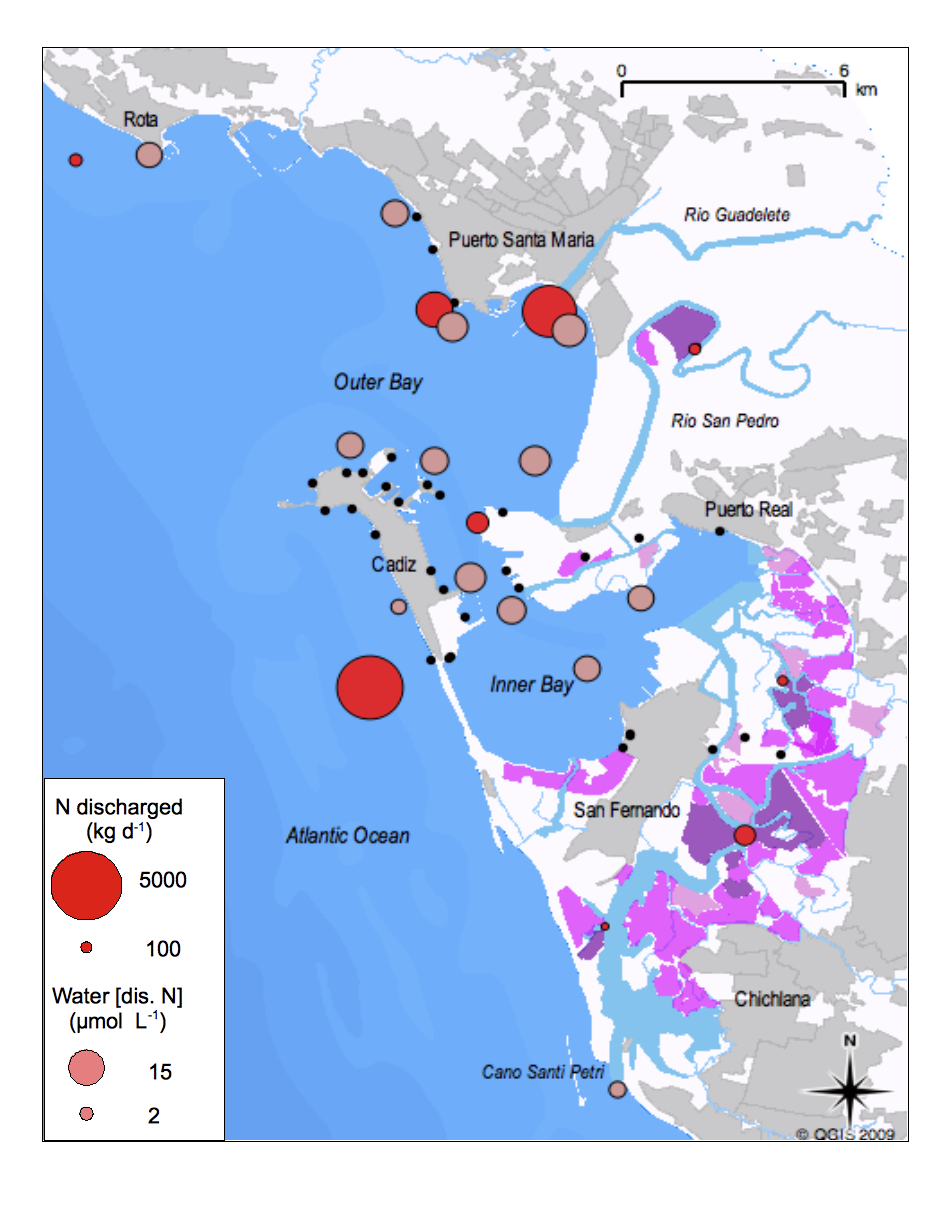 0 6
km
Rota
Rio Guadelete
Puerto Santa Maria
Outer Bay
Rio San Pedro
Puerto Real
Cadiz
Inner Bay
San Fernando
Atlantic Ocean
N discharged
(kg d-1)
5000
100
Water [dis. N]
(µmol L-1)
15
2
Chichlana
Cano Santi Petri
N
© QGIS 2009